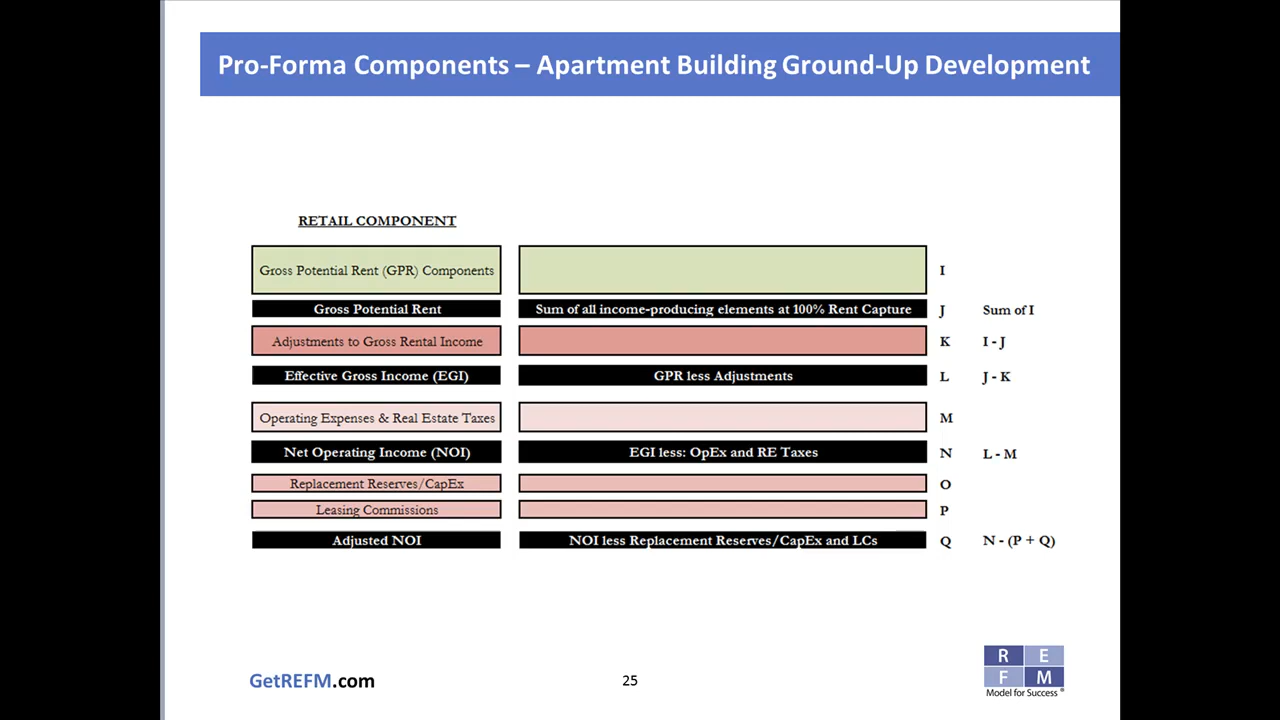 Pro-Forma Components – Apartment Building Ground-Up Development
RETAIL COMPONENT
Gross Potential Rent (GPR) Components I
Gross Potential Rent Sum of all income-producing elements at 100% Rent Capture J Sum of I
Adjustments to Gross Rental Income K I - J
Effective Gross Income (EGI) GPR less Adjustments L J - K
Operating Expenses & Real Estate Taxes M
Net Operating Income (NOI) EGI less: OpEx and RE Taxes N L - M
Replacement Reserves/CapEx O
Leasing Commissions P
Adjusted NOI NOI less Replacement Reserves/CapEx and LCs Q N - (P + Q)
GetREFM.com
25
R E
F M
Model for Success ®